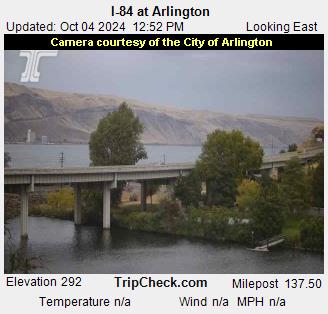 I-84 at Arlington
Updated: Oct 04 2024 12:52 PM Looking East
Camera courtesy of the City of Arlington
Elevation 292 TripCheck.com Milepost 137.50
Temperature n/a Wind n/a MPH n/a